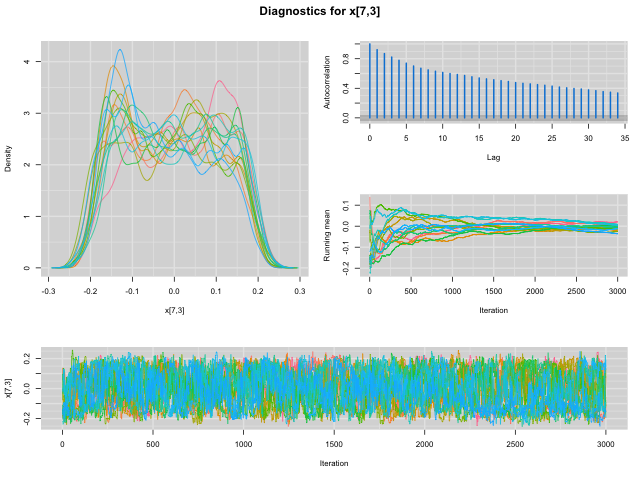 Diagnostics for x[7,3]
Density
0 1 2 3 4
-0.3 -0.2 -0.1 0.0 0.1 0.2 0.3
x[7,3]
Autocorrelation
0.0 0.4 0.8
0 5 10 15 20 25 30 35
Lag
Running mean
-0.2 -0.1 0.0 0.1
0 500 1000 1500 2000 2500 3000
Iteration
x[7,3]
-0.2 0.0 0.2
0 500 1000 1500 2000 2500 3000
Iteration